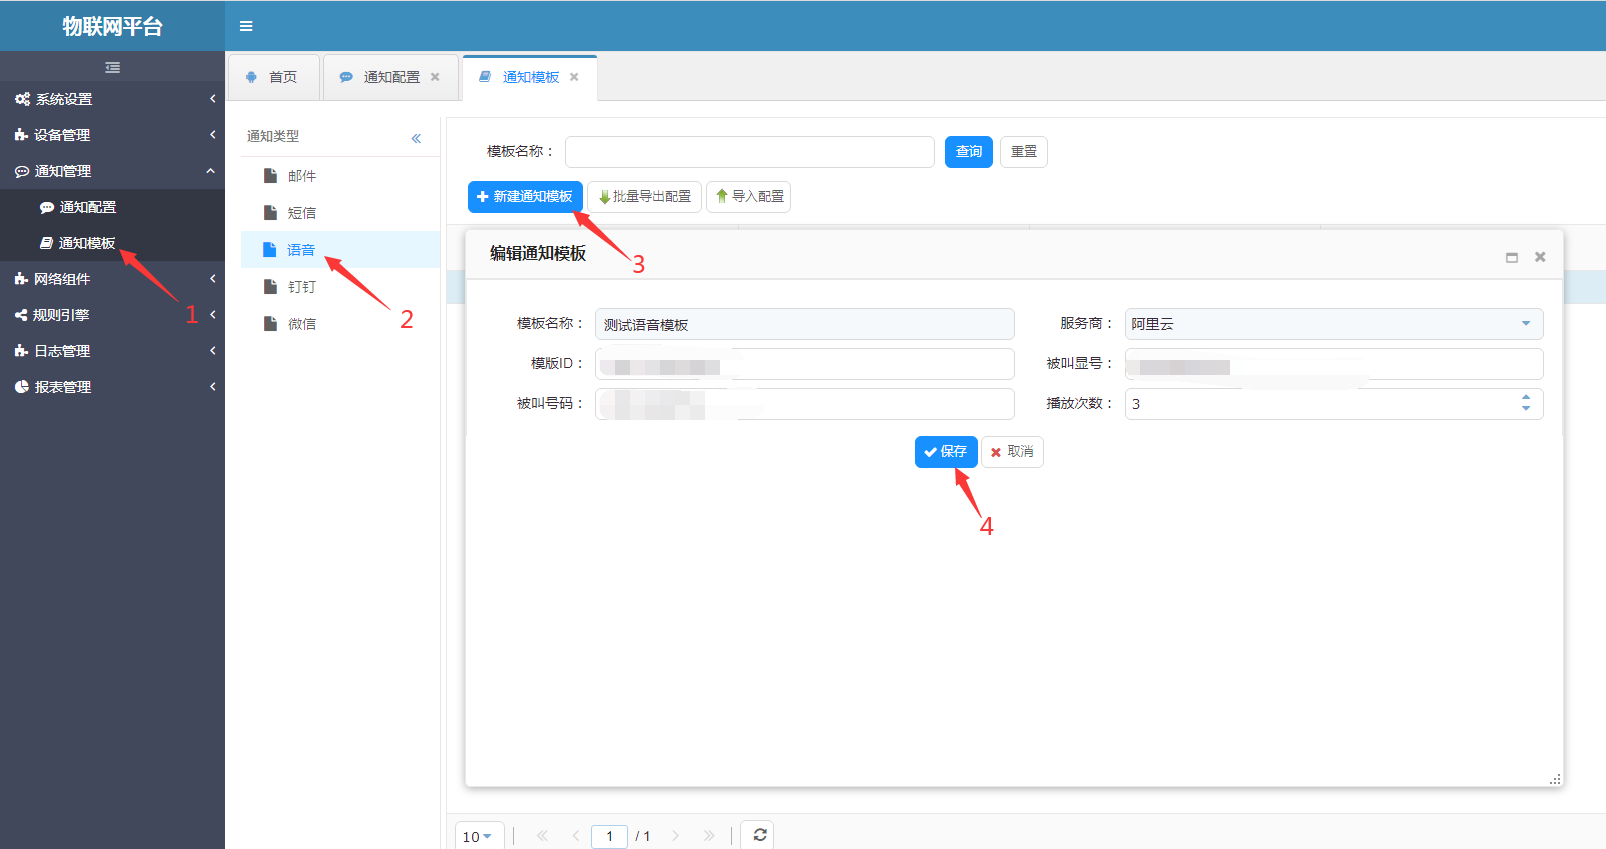 物联网平台
首页
通知配置
通知模板
系统设置
设备管理
通知管理
通知配置
通知模板
网络组件
规则引擎
日志管理
报表管理
1
通知类型
邮件
短信
语音
钉钉
微信
2
模板名称：
查询
重置
新建通知模板
批量导出配置
导入配置
3
编辑通知模板
模板名称：
测试语音模板
服务商：
阿里云
模版ID：
被叫显号：
被叫号码：
播放次数：
3
保存
取消
4
10
1
/ 1